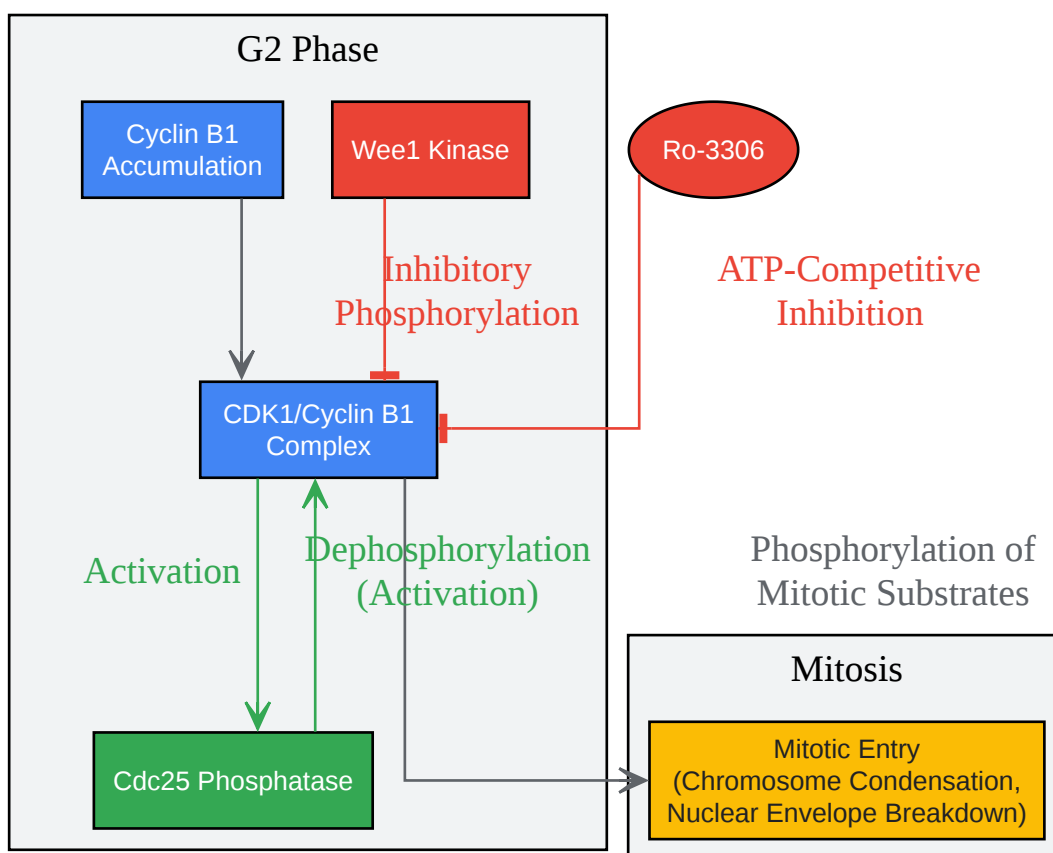 G2 Phase
Cyclin B1
Accumulation
Wee1 Kinase
Ro-3306
Inhibitory
Phosphorylation
ATP-Competitive
Inhibition
CDK1/Cyclin B1
Complex
Activation
Dephosphorylation
(Activation)
Phosphorylation of
Mitotic Substrates
Mitosis
Cdc25 Phosphatase
Mitotic Entry
(Chromosome Condensation,
Nuclear Envelope Breakdown)